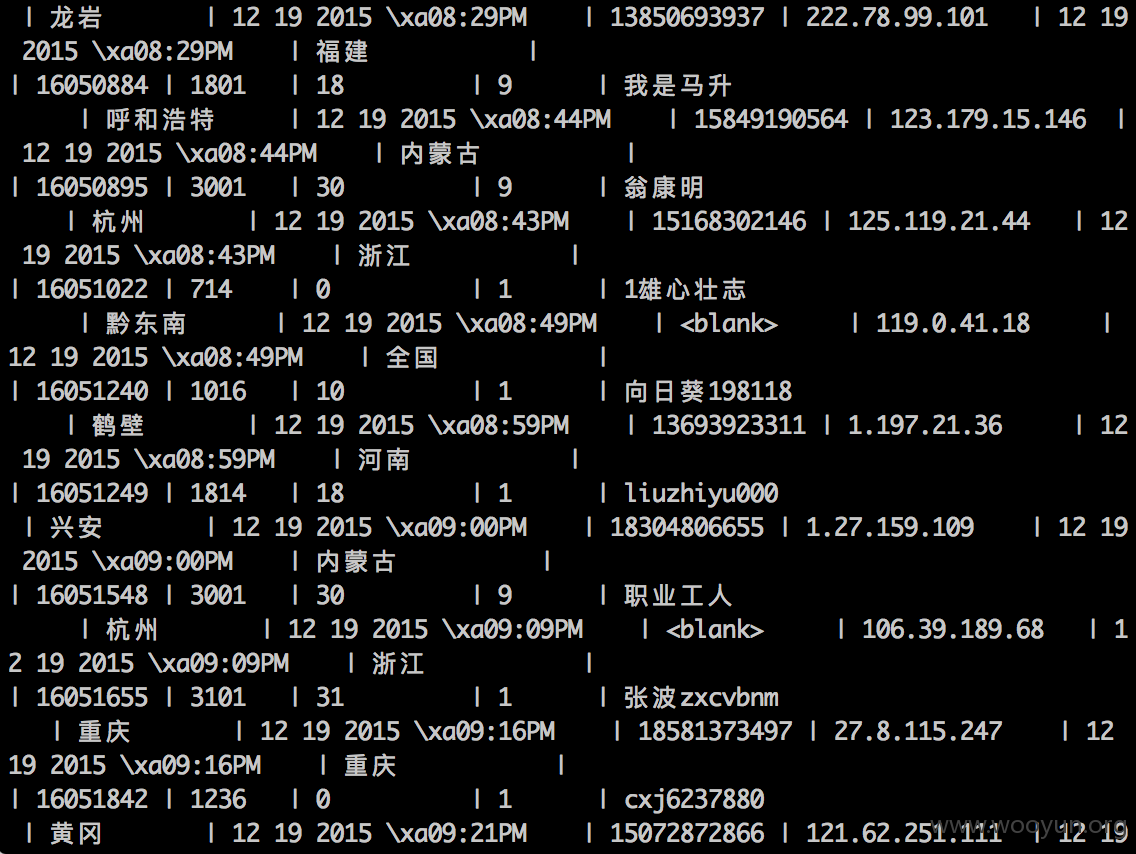 | 龙岩 | 12 19 2015 \xa08:29PM | 13850693937 | 222.78.99.101 | 12 19
2015 \xa08:29PM | 福建 |
| 16050884 | 1801 | 18 | 9 | 我是马升
| 呼和浩特 | 12 19 2015 \xa08:44PM | 15849190564 | 123.179.15.146 |
12 19 2015 \xa08:44PM | 内蒙古 |
| 16050895 | 3001 | 30 | 9 | 翁康明
| 杭州 | 12 19 2015 \xa08:43PM | 15168302146 | 125.119.21.44 | 12
19 2015 \xa08:43PM | 浙江 |
| 16051022 | 714 | 0 | 1 | 1雄心壮志
| 黔东南 | 12 19 2015 \xa08:49PM | <blank> | 119.0.41.18 |
12 19 2015 \xa08:49PM | 全国 |
| 16051240 | 1016 | 10 | 1 | 向日葵198118
| 鹤壁 | 12 19 2015 \xa08:59PM | 13693923311 | 1.197.21.36 | 12
19 2015 \xa08:59PM | 河南 |
| 16051249 | 1814 | 18 | 1 | liuzhiyu000
| 兴安 | 12 19 2015 \xa09:00PM | 18304806655 | 1.27.159.109 | 12 19
2015 \xa09:00PM | 内蒙古 |
| 16051548 | 3001 | 30 | 9 | 职业工人
| 杭州 | 12 19 2015 \xa09:09PM | <blank> | 106.39.189.68 | 1
2 19 2015 \xa09:09PM | 浙江 |
| 16051655 | 3101 | 31 | 1 | 张波zxcvbnm
| 重庆 | 12 19 2015 \xa09:16PM | 18581373497 | 27.8.115.247 | 12
19 2015 \xa09:16PM | 重庆 |
| 16051842 | 1236 | 0 | 1 | cxj6237880
| 黄冈 | 12 19 2015 \xa09:21PM | 15072872866 | 121.62.251.111 | 12 19
www.wooyun.org